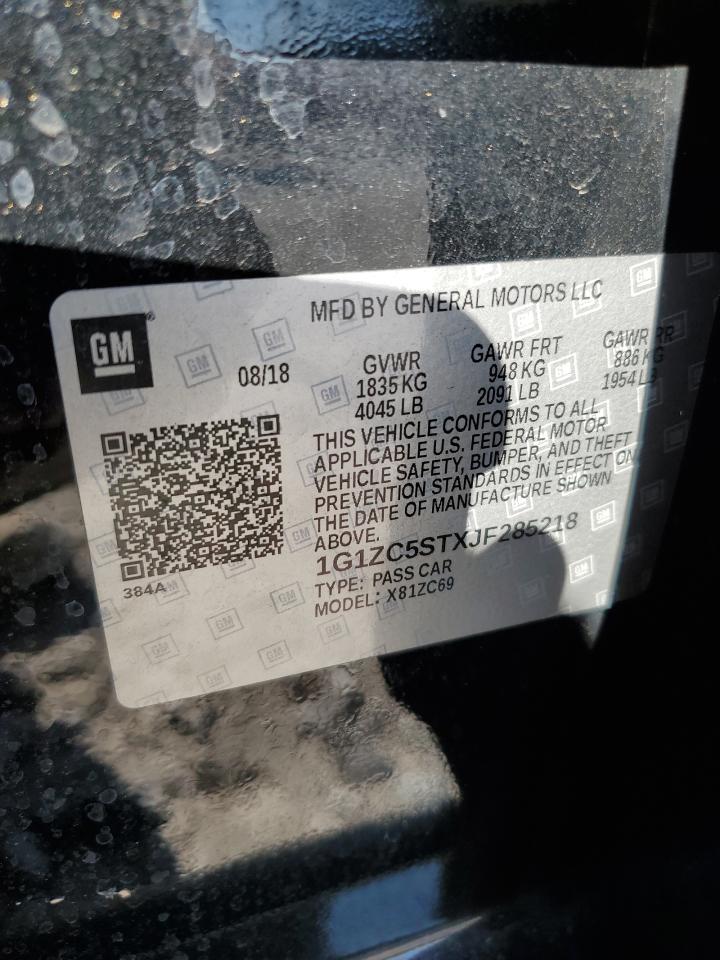 MFD BY GENERAL MOTORS LLC
GM
08/18
GVWR
1835 KG
4045 LB
GAWR FRT
948 KG
2091 LB
GAWR RR
886 KG
1954 LB
THIS VEHICLE CONFORMS TO ALL
APPLICABLE U.S. FEDERAL MOTOR
VEHICLE SAFETY, BUMPER, AND THEFT
PREVENTION STANDARDS IN EFFECT ON
THE DATE OF MANUFACTURE SHOWN
ABOVE.
1G1ZC5STXJF285218
TYPE: PASS CAR
MODEL: X81ZC69
384A